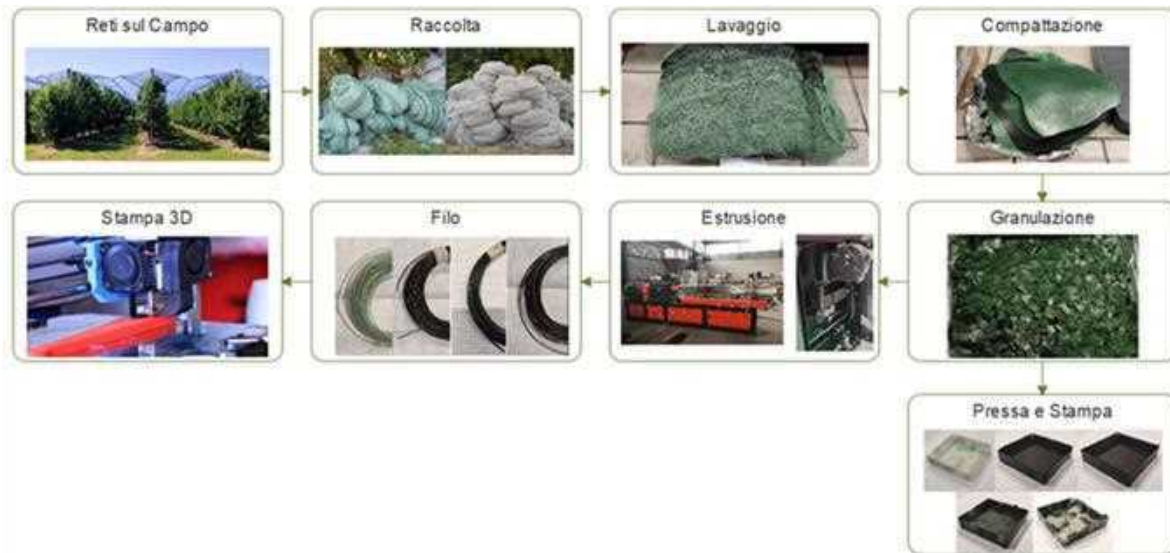 Reti sul Campo
Raccolta
Lavaggio
Compattazione
Stampa 3D
Filo
Estrusione
Granulazione
Pressa e Stampa